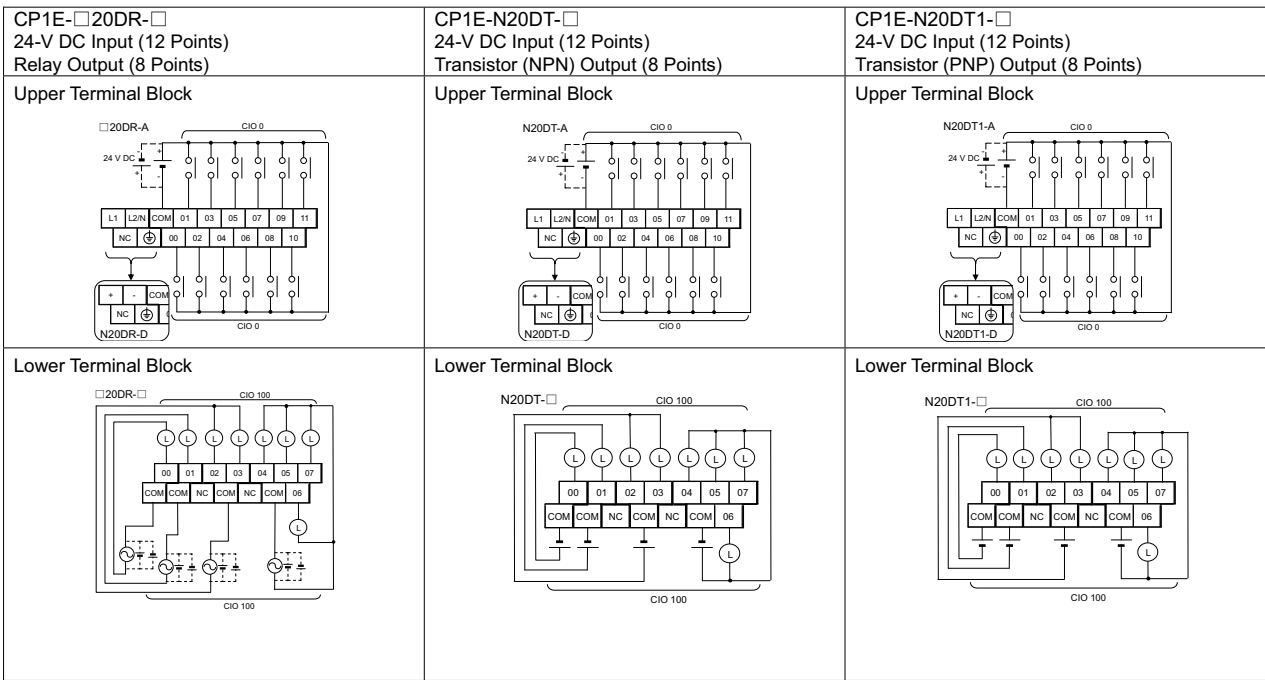 CP1E-□20DR-□
24-V DC Input (12 Points)
Relay Output (8 Points)
CP1E-N20DT-□
24-V DC Input (12 Points)
Transistor (NPN) Output (8 Points)
CP1E-N20DT1-□
24-V DC Input (12 Points)
Transistor (PNP) Output (8 Points)
Upper Terminal Block
□20DR-A
CIO 0
24 V DC
- +
+ -
L1 L2/N COM 01 03 05 07 09 11
NC 00 02 04 06 08 10
+ - COM
NC
N20DR-D
CIO 0
Upper Terminal Block
N20DT-A
CIO 0
24 V DC
- +
+ -
L1 L2/N COM 01 03 05 07 09 11
NC 00 02 04 06 08 10
+ - COM
NC
N20DT-D
CIO 0
Upper Terminal Block
N20DT1-A
CIO 0
24 V DC
- +
+ -
L1 L2/N COM 01 03 05 07 09 11
NC 00 02 04 06 08 10
+ - COM
NC
N20DT1-D
CIO 0
Lower Terminal Block
□20DR-□
CIO 100
L L L L L L L
00 01 02 03 04 05 07
COM COM NC COM NC COM 06
L
CIO 100
Lower Terminal Block
N20DT-□
CIO 100
L L L L L L L
00 01 02 03 04 05 07
COM COM NC COM NC COM 06
L
CIO 100
Lower Terminal Block
N20DT1-□
CIO 100
L L L L L L L
00 01 02 03 04 05 07
COM COM NC COM NC COM 06
L
CIO 100